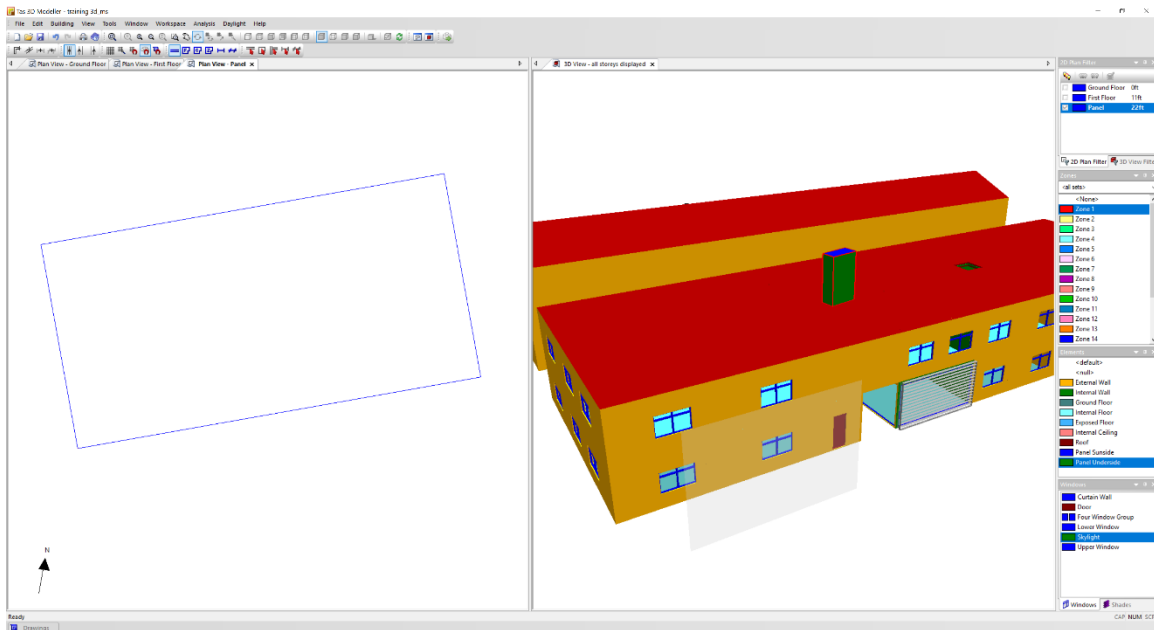 Tas 3D Modeller - training 3d_ms
File Edit Building View Tools Window Workspace Analysis Daylight Help
Plan View - Ground Floor Plan View - First Floor Plan View - Panel
3D View - all storeys displayed
2D Plan Filter
Ground Floor 0ft
First Floor 11ft
Panel 22ft
2D Plan Filter 3D View Filte
Zones
<all sets>
<None>
Zone 1
Zone 2
Zone 3
Zone 4
Zone 5
Zone 6
Zone 7
Zone 8
Zone 9
Zone 10
Zone 11
Zone 12
Zone 13
Zone 14
Elements
<default>
<null>
External Wall
Internal Wall
Ground Floor
Internal Floor
Exposed Floor
Internal Ceiling
Roof
Panel Sunside
Panel Underside
Windows
Curtain Wall
Door
Four Window Group
Lower Window
Skylight
Upper Window
Windows Shades
N
Ready
CAP NUM SCR
Drawings